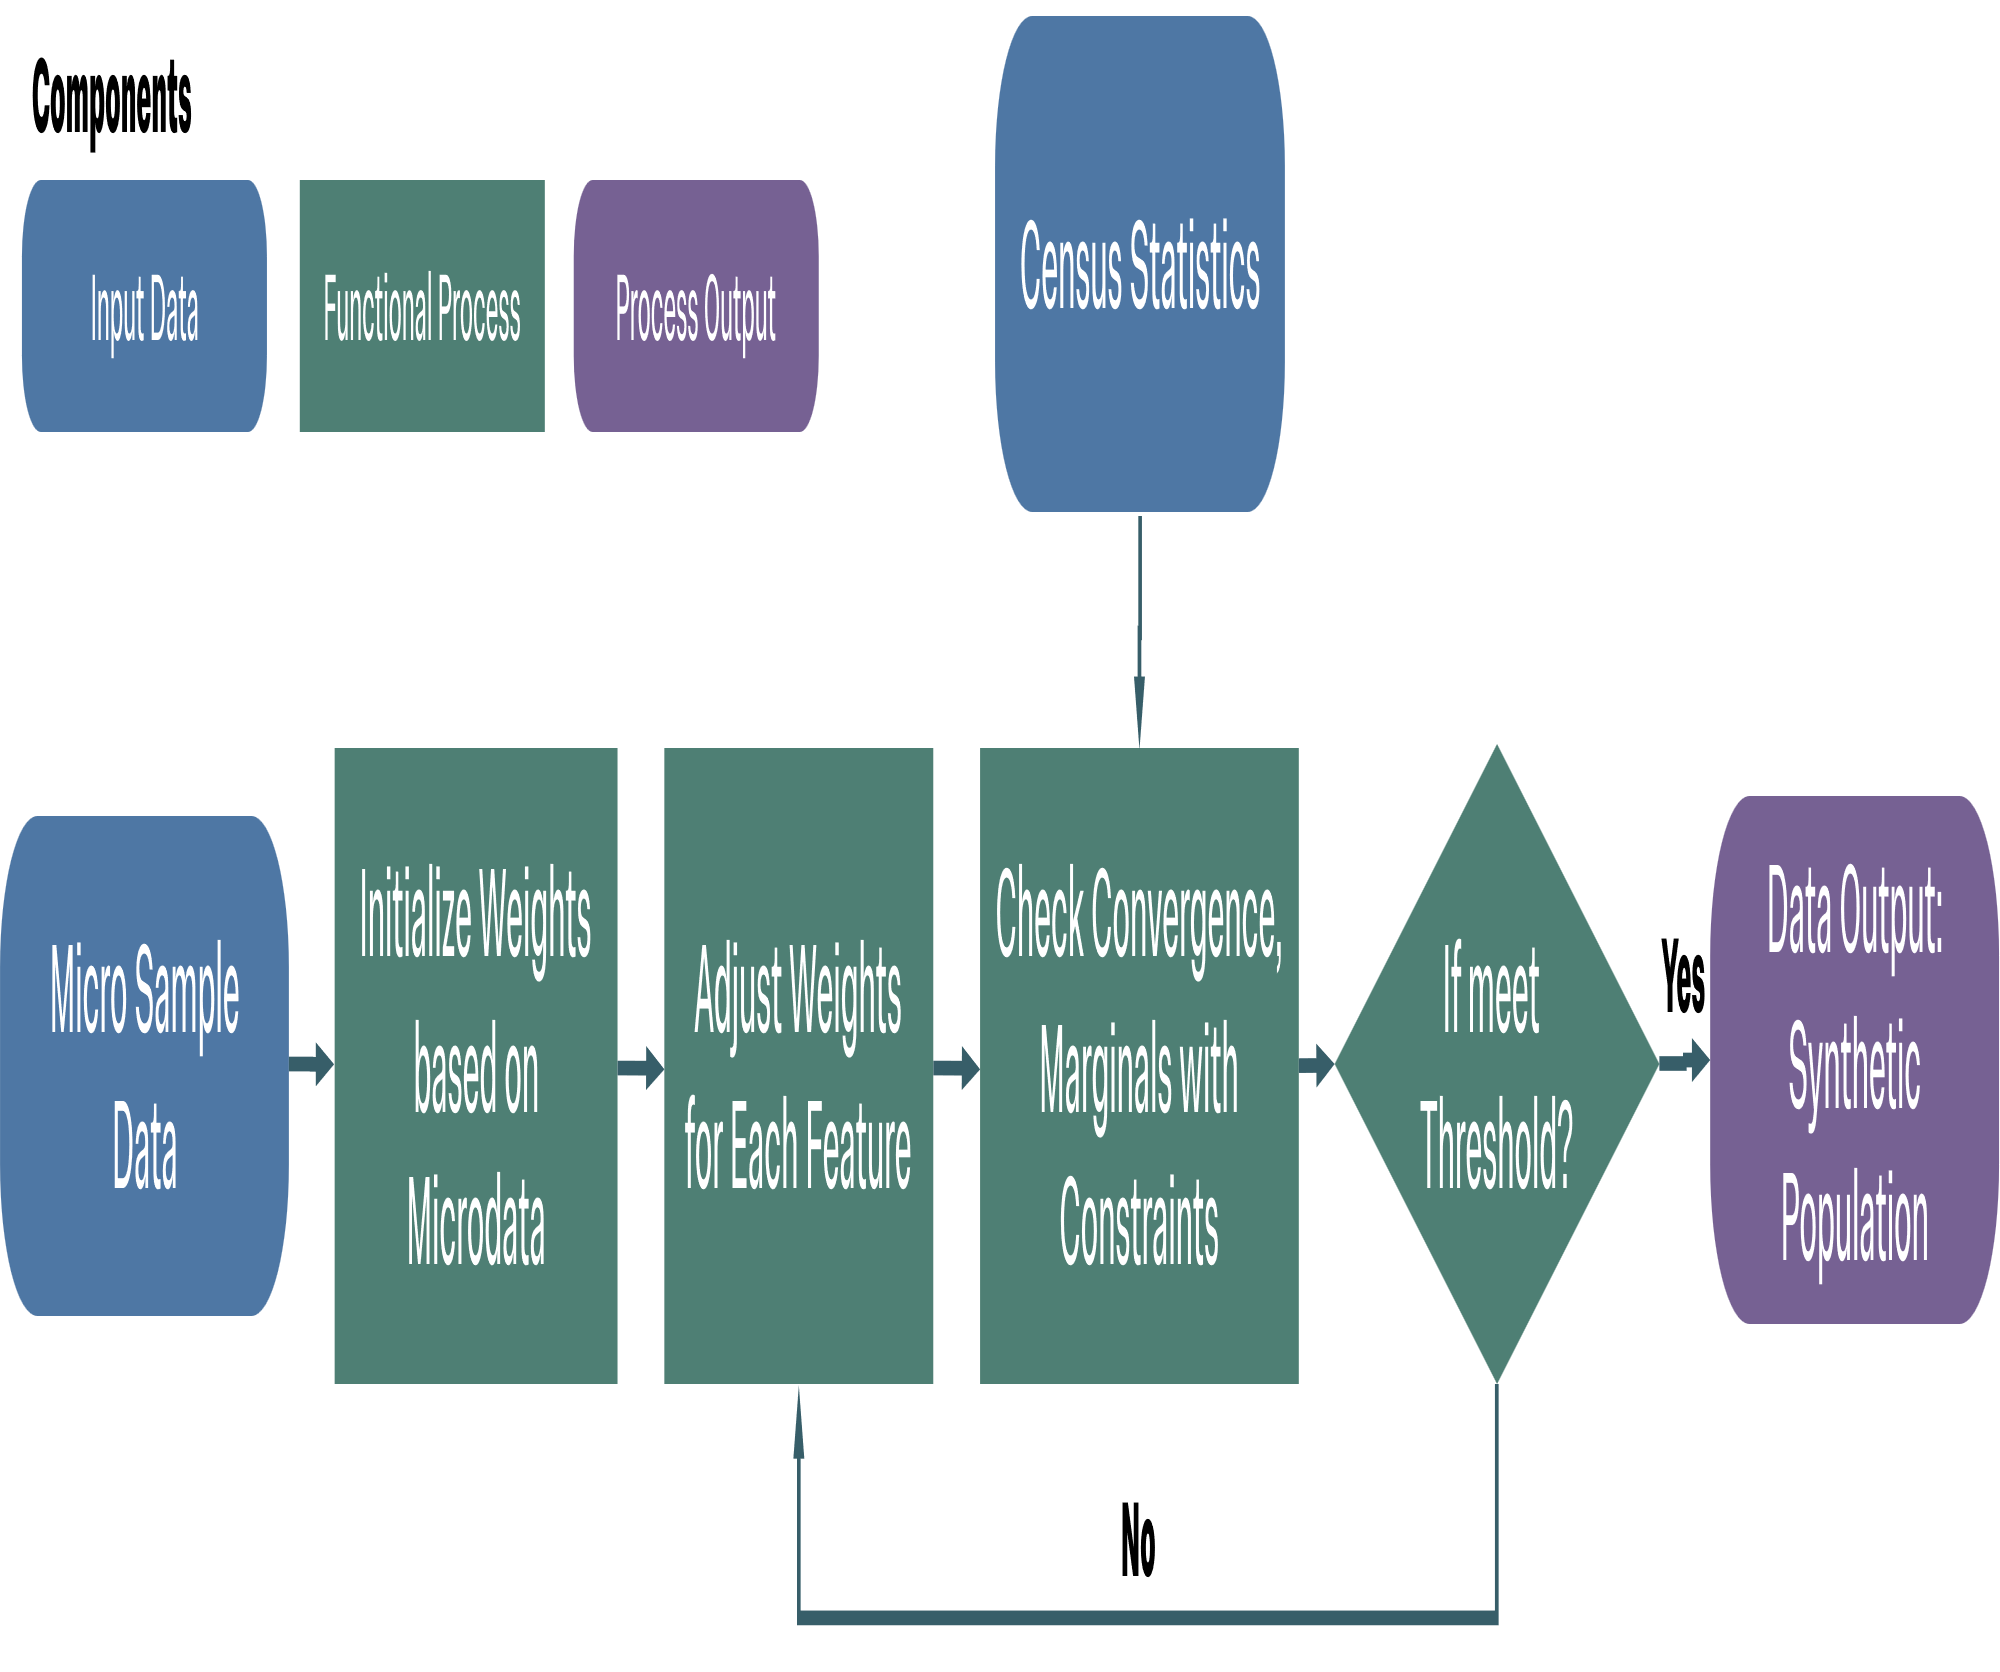 Components
Input Data
Functional Process
Process Output
Census Statistics
Micro Sample
Data
Initialize Weights
based on
Microdata
Adjust Weights
for Each Feature
Check Convergence,
Marginals with
Constraints
If meet
Threshold?
Yes
Data Output:
Synthetic
Population
No